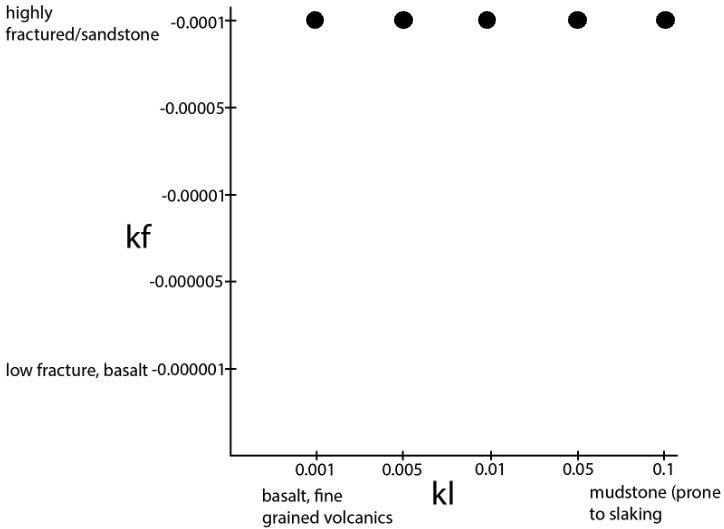 highly
fractured/sandstone
-0.0001
-0.00005
-0.00001
kf
-0.000005
low fracture, basalt -0.000001
0.001 0.005 0.01 0.05 0.1
basalt, fine
grained volcanics
kl
mudstone (prone
to slaking